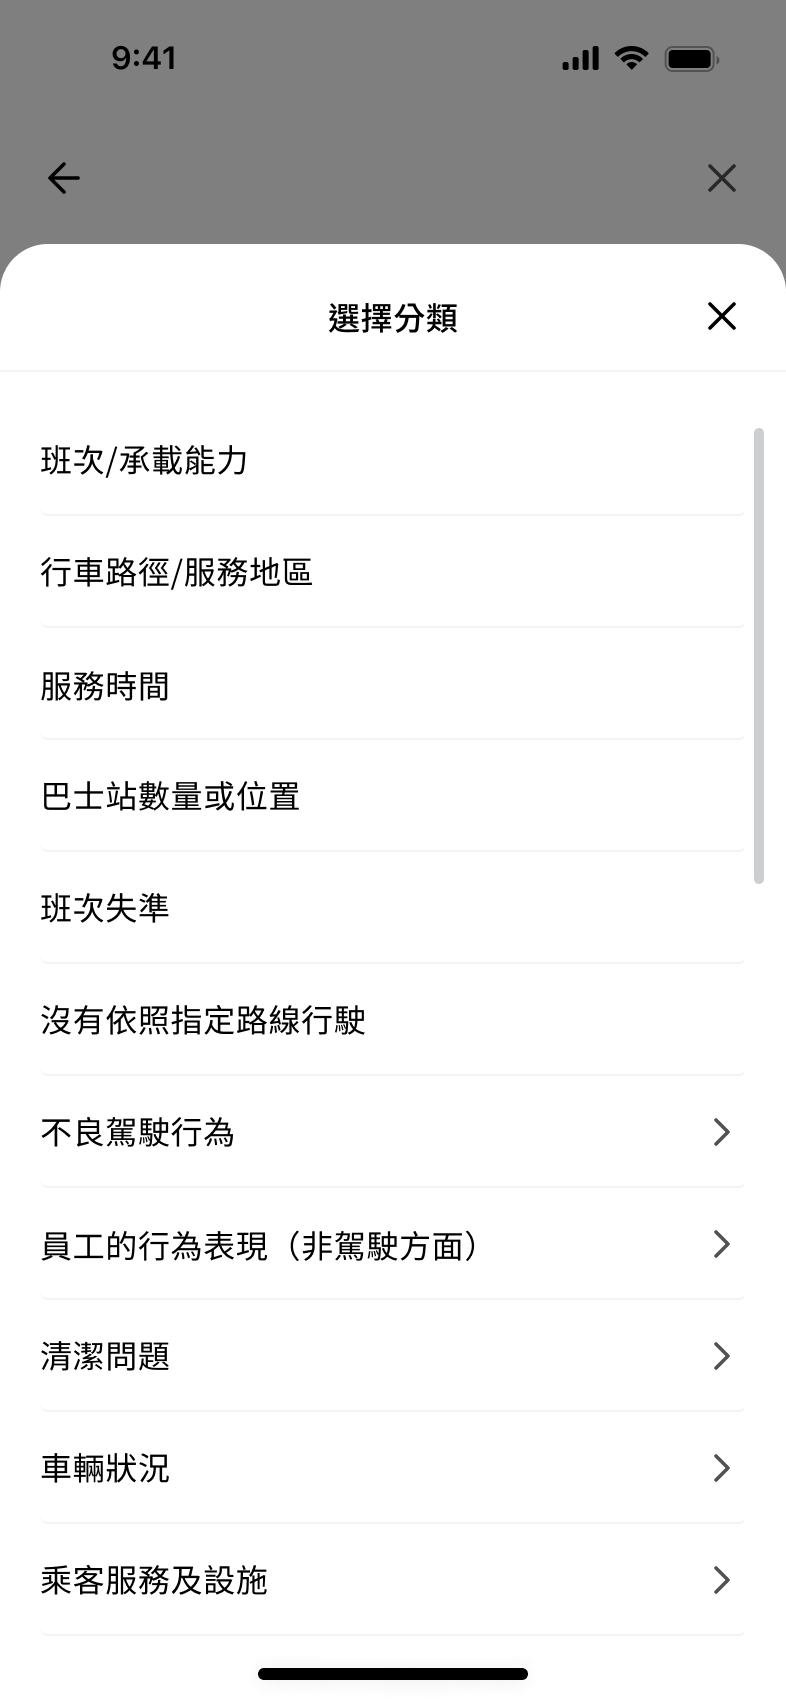 9:41
選擇分類
班次/承載能力
行車路徑/服務地區
服務時間
巴士站數量或位置
班次失準
沒有依照指定路線行駛
不良駕駛行為
員工的行為表現（非駕駛方面）
清潔問題
車輛狀況
乘客服務及設施